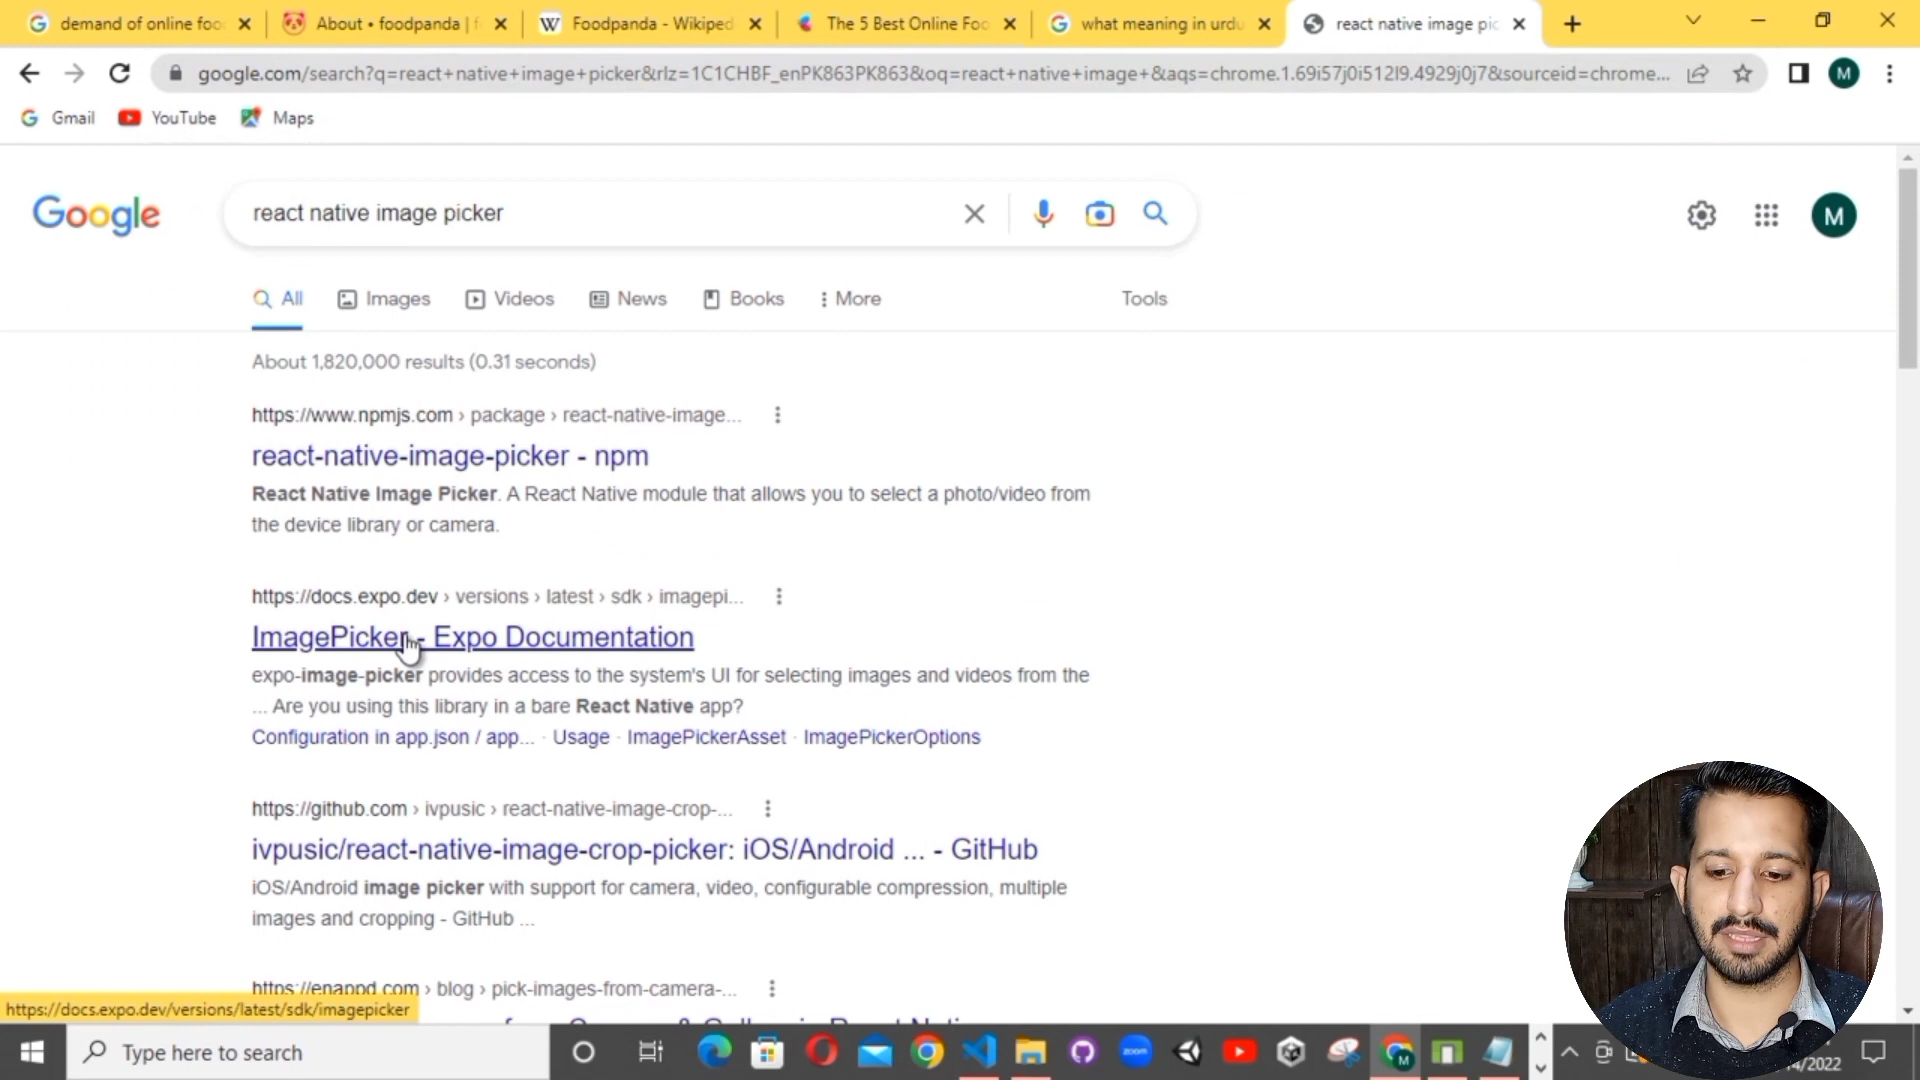 demand of online foo
About • foodpanda | f
Foodpanda - Wikiped
The 5 Best Online Foo
what meaning in urdu
react native image pic
google.com/search?q=react+native+image+picker&rlz=1C1CHBF_enPK863PK863&oq=react+native+image+&aqs=chrome.1.69i57j0i512l9.4929j0j7&sourceid=chrome...
M
Gmail
YouTube
Maps
Google
react native image picker
M
All
Images
Videos
News
Books
More
Tools
About 1,820,000 results (0.31 seconds)
https://www.npmjs.com › package › react-native-image...
react-native-image-picker - npm
React Native Image Picker. A React Native module that allows you to select a photo/video from
the device library or camera.
https://docs.expo.dev › versions › latest › sdk › imagepi...
ImagePicker - Expo Documentation
expo-image-picker provides access to the system's UI for selecting images and videos from the
... Are you using this library in a bare React Native app?
Configuration in app.json / app... · Usage · ImagePickerAsset · ImagePickerOptions
https://github.com › ivpusic › react-native-image-crop-...
ivpusic/react-native-image-crop-picker: iOS/Android ... - GitHub
iOS/Android image picker with support for camera, video, configurable compression, multiple
images and cropping - GitHub ...
https://enappd.com › blog › pick-images-from-camera-...
https://docs.expo.dev/versions/latest/sdk/imagepicker
Type here to search
zoom
M
4/2022